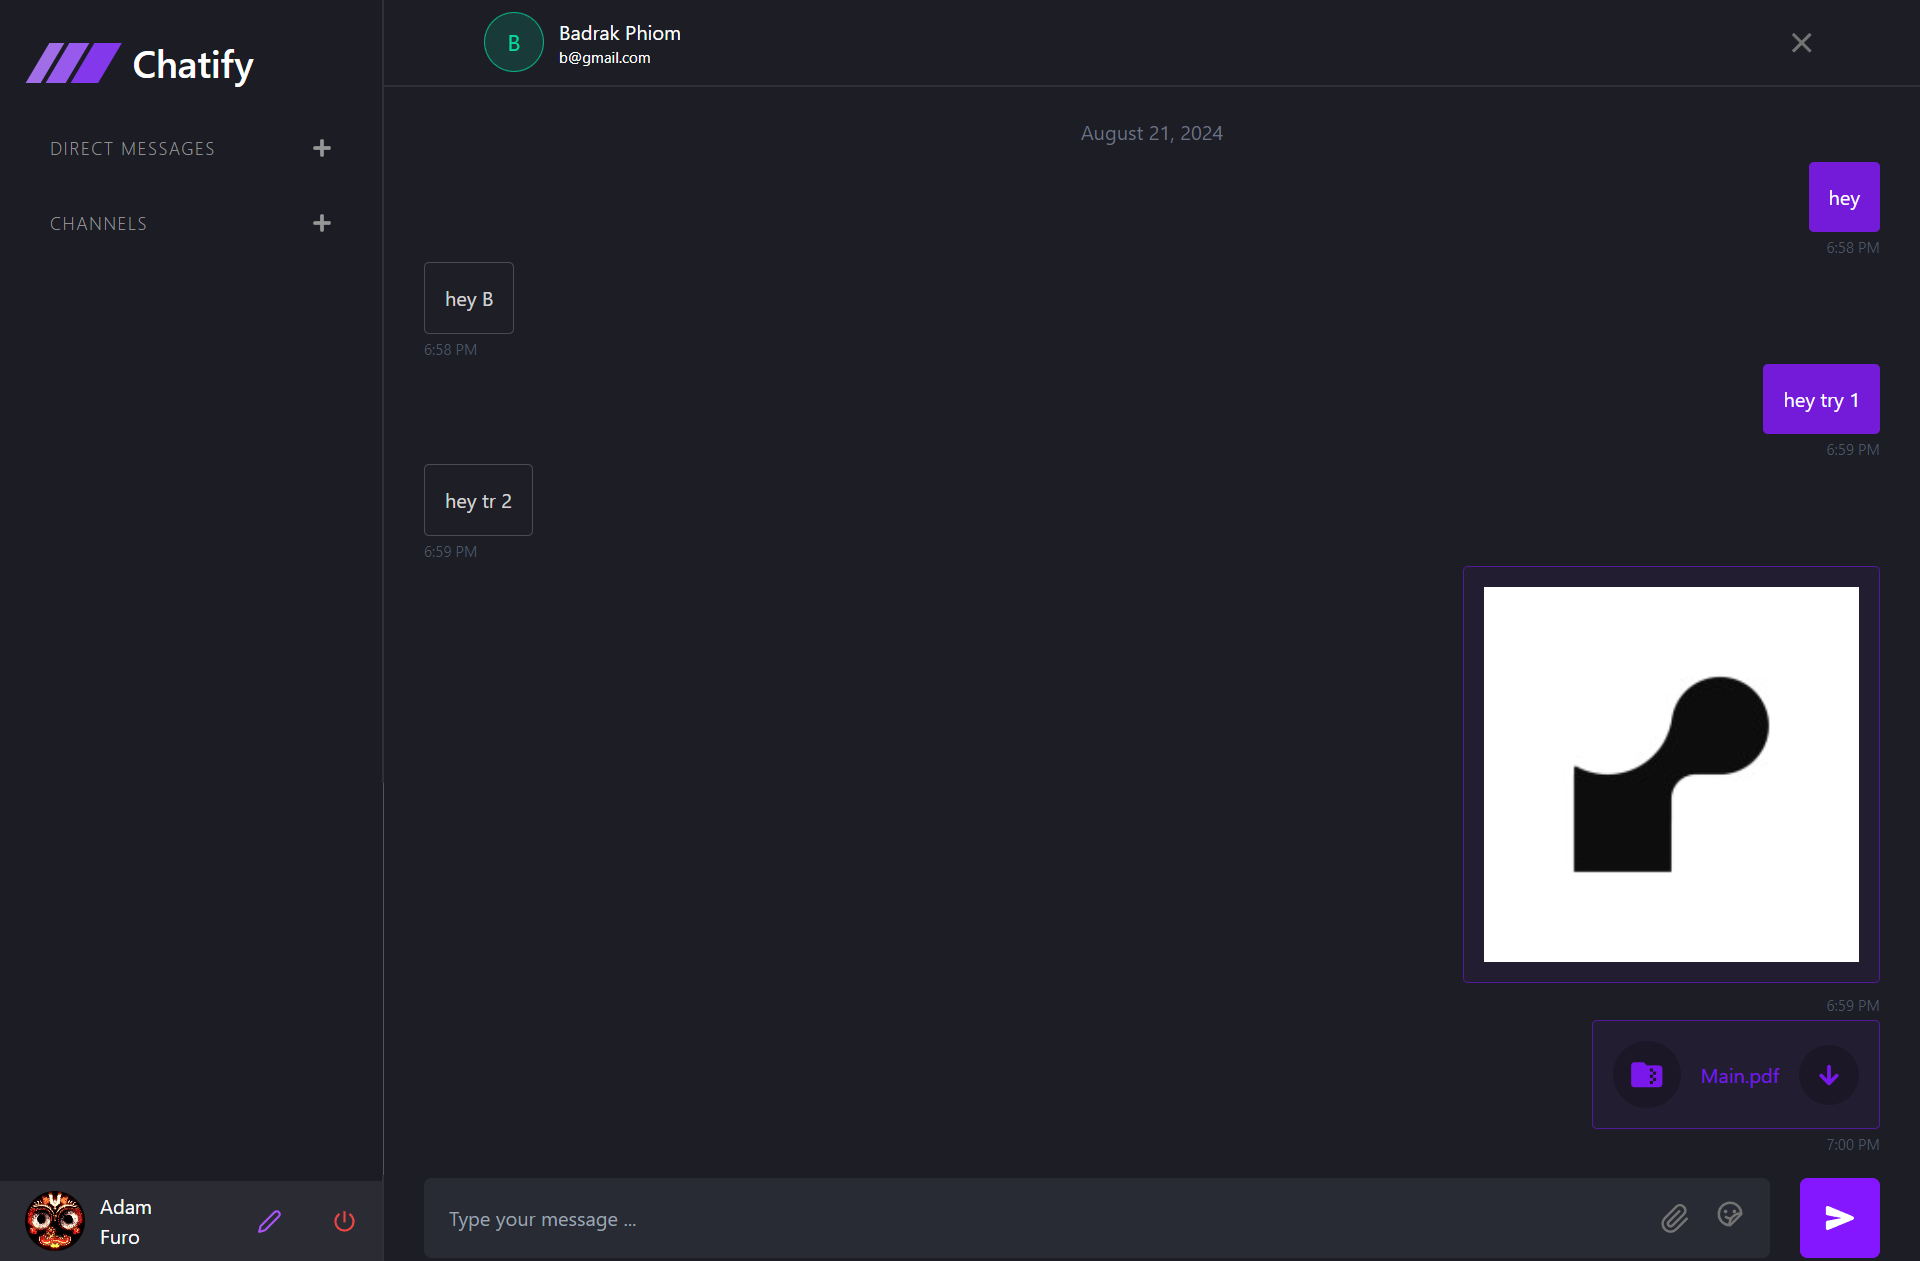 Chatify
DIRECT MESSAGES
CHANNELS
Adam
Furo
B
Badrak Phiom
b@gmail.com
August 21, 2024
hey
6:58 PM
hey B
6:58 PM
hey try 1
6:59 PM
hey tr 2
6:59 PM
6:59 PM
Main.pdf
7:00 PM
Type your message ...